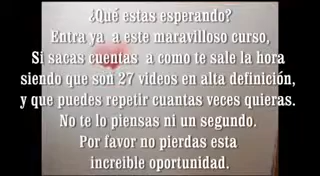 ¿Qué estas esperando?
Entra ya  a este maravilloso curso,
Si sacas cuentas  a como te sale la hora
siendo que son 27 videos en alta definición,
y que puedes repetir cuantas veces quieras.
No te lo piensas ni un segundo.
Por favor no pierdas esta
increible oportunidad.